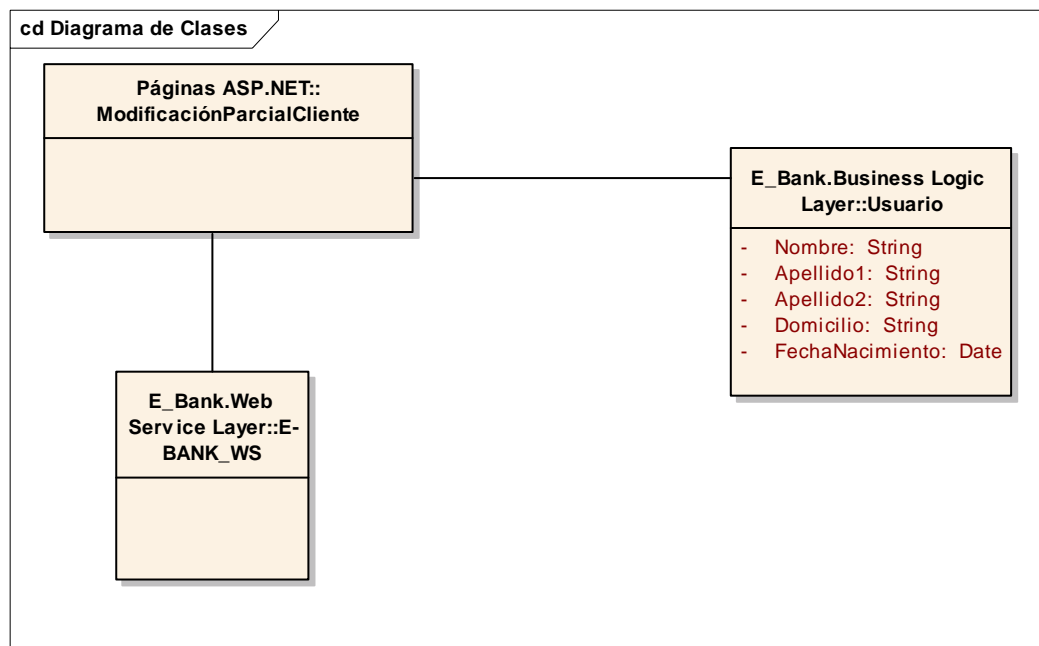 cd Diagrama de Clases
Páginas ASP.NET::
ModificaciónParcialCliente
E_Bank.Business Logic
Layer::Usuario
- Nombre: String
- Apellido1: String
- Apellido2: String
- Domicilio: String
- FechaNacimiento: Date
E_Bank.Web
Service Layer::E-
BANK_WS